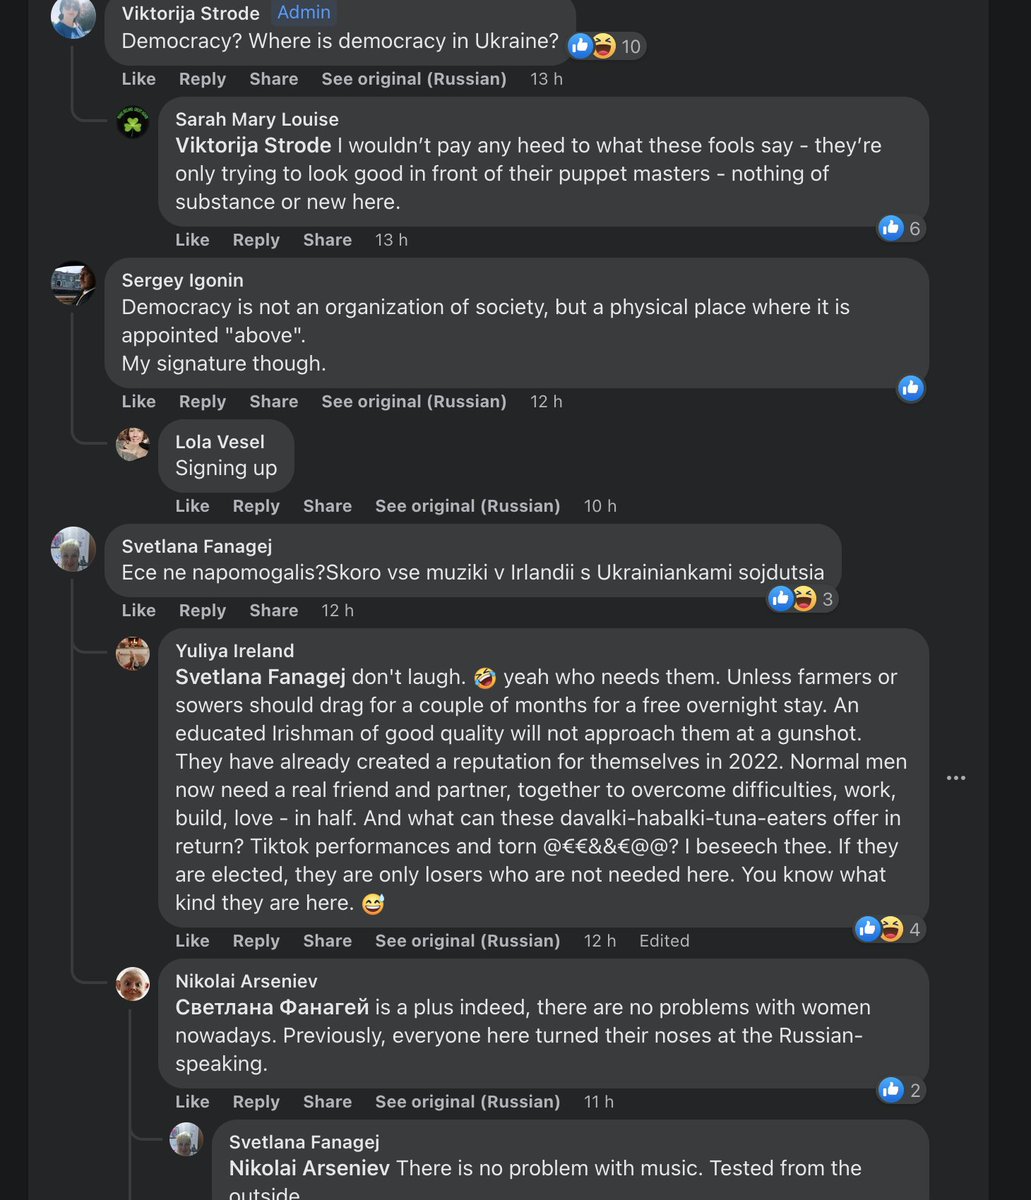 Viktorija Strode Admin
Democracy? Where is democracy in Ukraine? 10
Like Reply Share See original (Russian) 13 h
Sarah Mary Louise
Viktorija Strode I wouldn’t pay any heed to what these fools say - they’re
only trying to look good in front of their puppet masters - nothing of
substance or new here.
6
Like Reply Share 13 h
Sergey Igonin
Democracy is not an organization of society, but a physical place where it is
appointed "above".
My signature though.
Like Reply Share See original (Russian) 12 h
Lola Vesel
Signing up
Like Reply Share See original (Russian) 10 h
Svetlana Fanagej
Ece ne napomogalis?Skoro vse muziki v Irlandii s Ukrainiankami sojdutsia
3
Like Reply Share 12 h
Yuliya Ireland
Svetlana Fanagej don't laugh. 🤣 yeah who needs them. Unless farmers or
sowers should drag for a couple of months for a free overnight stay. An
educated Irishman of good quality will not approach them at a gunshot.
They have already created a reputation for themselves in 2022. Normal men
now need a real friend and partner, together to overcome difficulties, work,
build, love - in half. And what can these davalki-habalki-tuna-eaters offer in
return? Tiktok performances and torn @€€&&€@@? I beseech thee. If they
are elected, they are only losers who are not needed here. You know what
kind they are here. 😅
4
Like Reply Share See original (Russian) 12 h Edited
Nikolai Arseniev
Светлана Фанагей is a plus indeed, there are no problems with women
nowadays. Previously, everyone here turned their noses at the Russian-
speaking.
2
Like Reply Share See original (Russian) 11 h
Svetlana Fanagej
Nikolai Arseniev There is no problem with music. Tested from the
outside